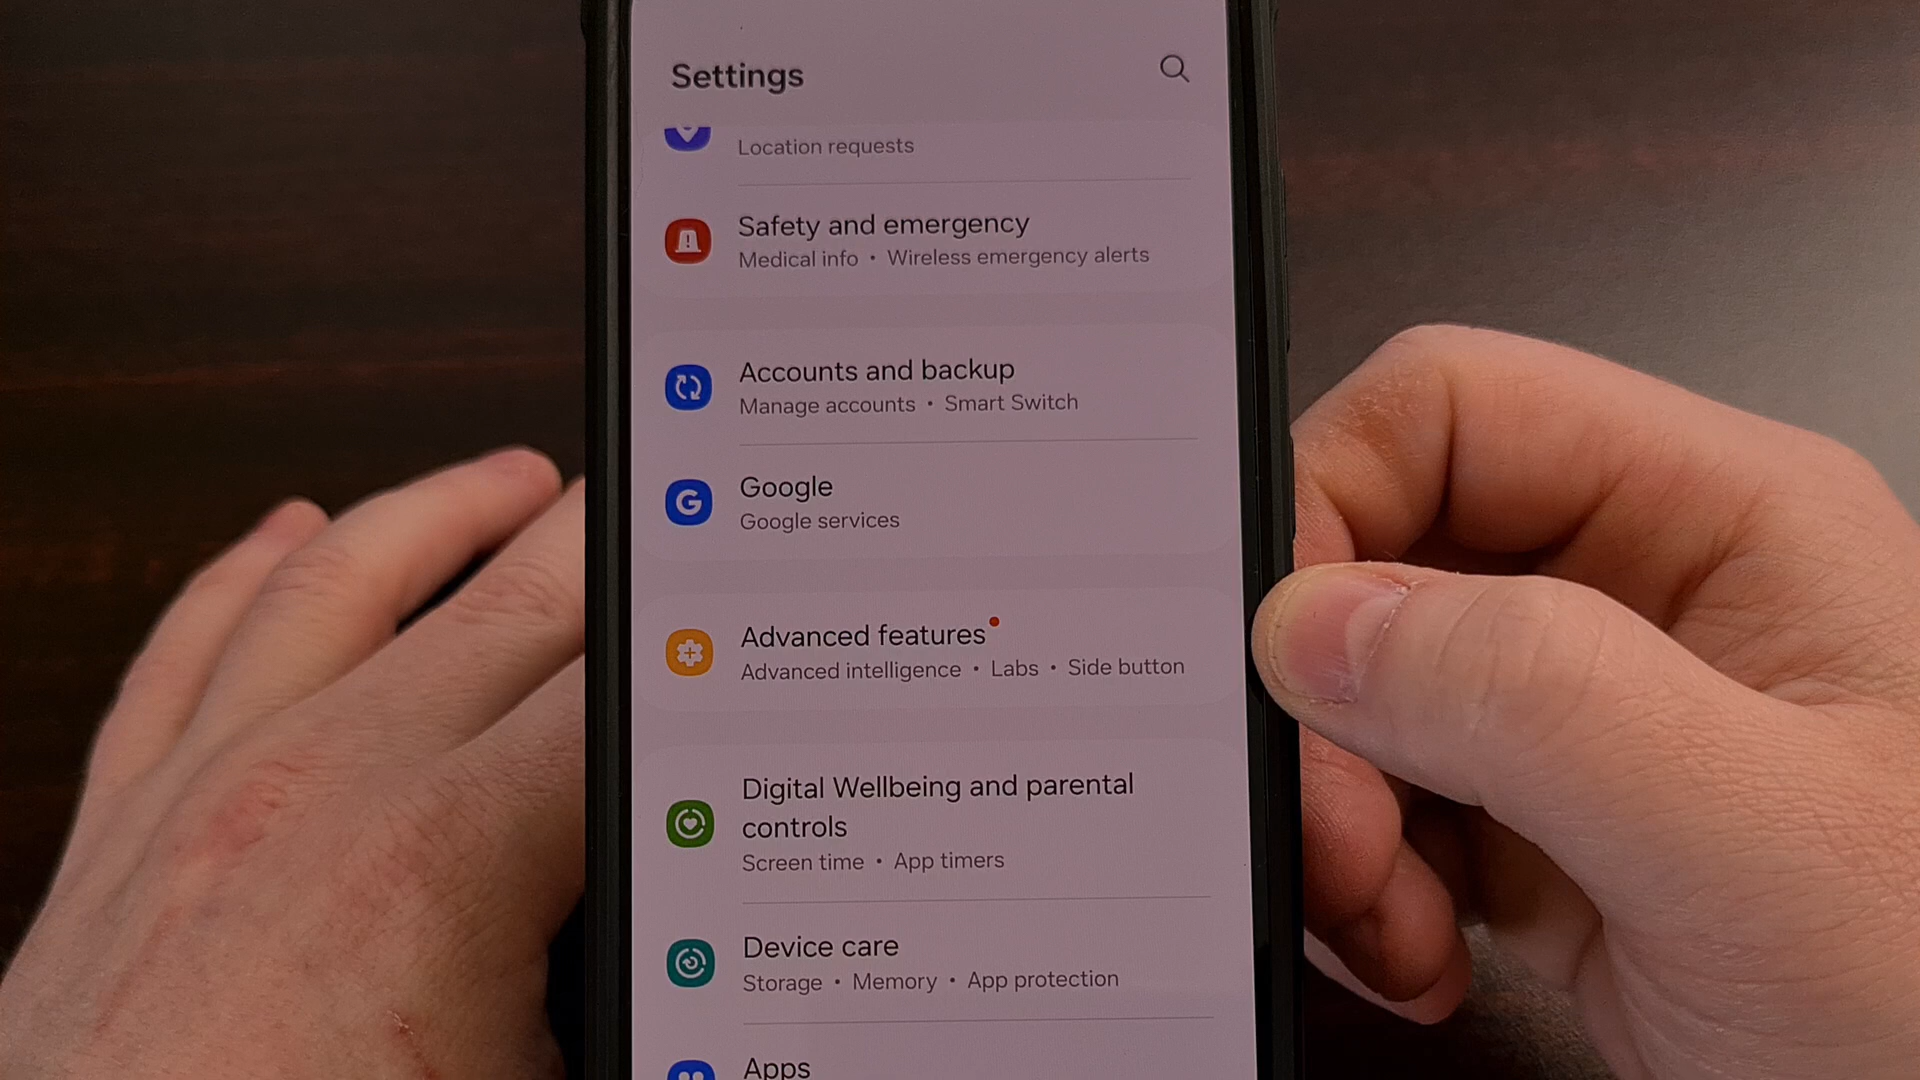 Settings
Location requests
Safety and emergency
Medical info • Wireless emergency alerts
Accounts and backup
Manage accounts • Smart Switch
G
Google
Google services
Advanced features
Advanced intelligence • Labs • Side button
Digital Wellbeing and parental
controls
Screen time • App timers
Device care
Storage • Memory • App protection
Apps